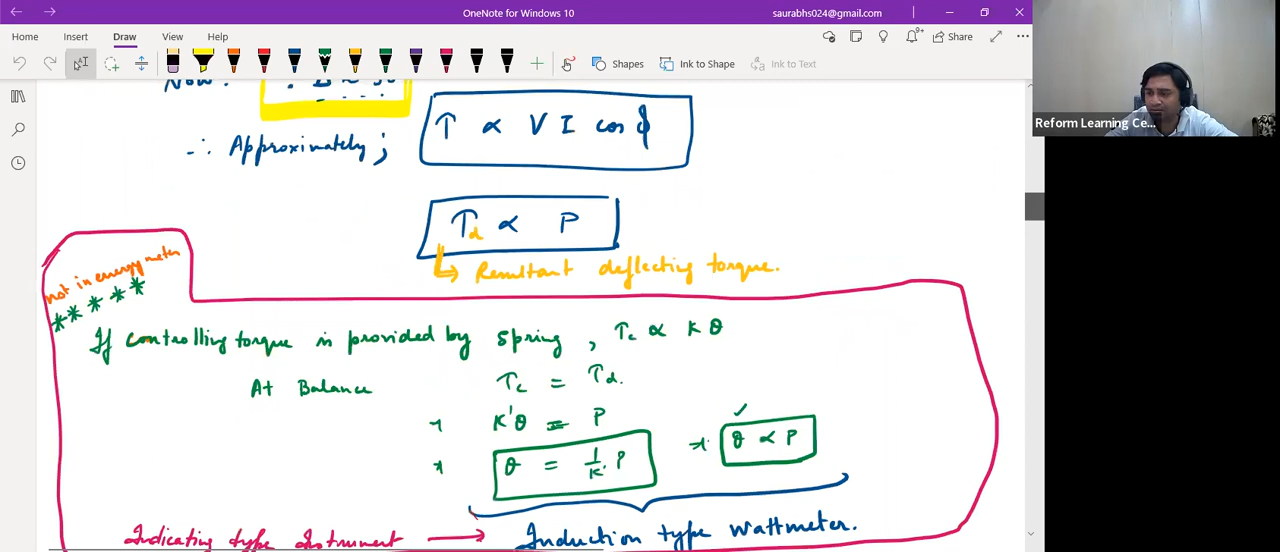 OneNote for Windows 10
saurabhs024@gmail.com
Home Insert Draw View Help
Share
Shapes Ink to Shape Ink to Text
Reform Learning Ce...
Now.
∴ Approximately; T ∝ V I cos ϕ
Td ∝ P
↳ Resultant deflecting torque.
not in energy meter
*****
If controlling torque is provided by spring, Tc ∝ K θ
At Balance Tc = Td.
K'θ = P
θ = 1/K' P θ ∝ P
Indicating type Instrument → Induction type wattmeter.